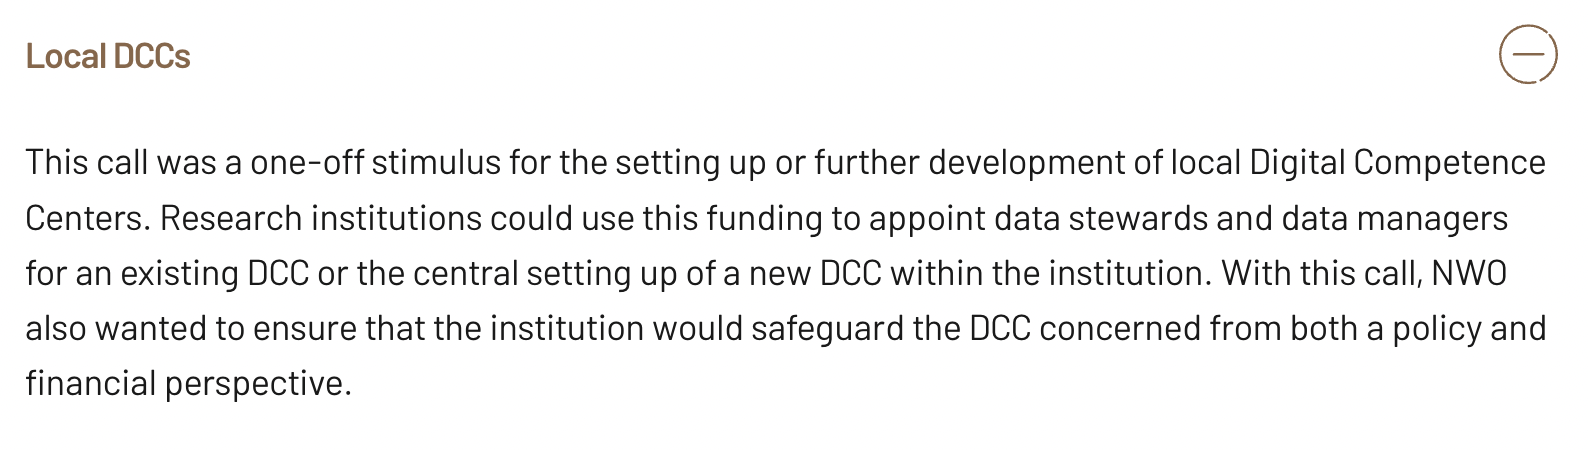 Local DCCs
This call was a one-off stimulus for the setting up or further development of local Digital Competence
Centers. Research institutions could use this funding to appoint data stewards and data managers
for an existing DCC or the central setting up of a new DCC within the institution. With this call, NWO
also wanted to ensure that the institution would safeguard the DCC concerned from both a policy and
financial perspective.